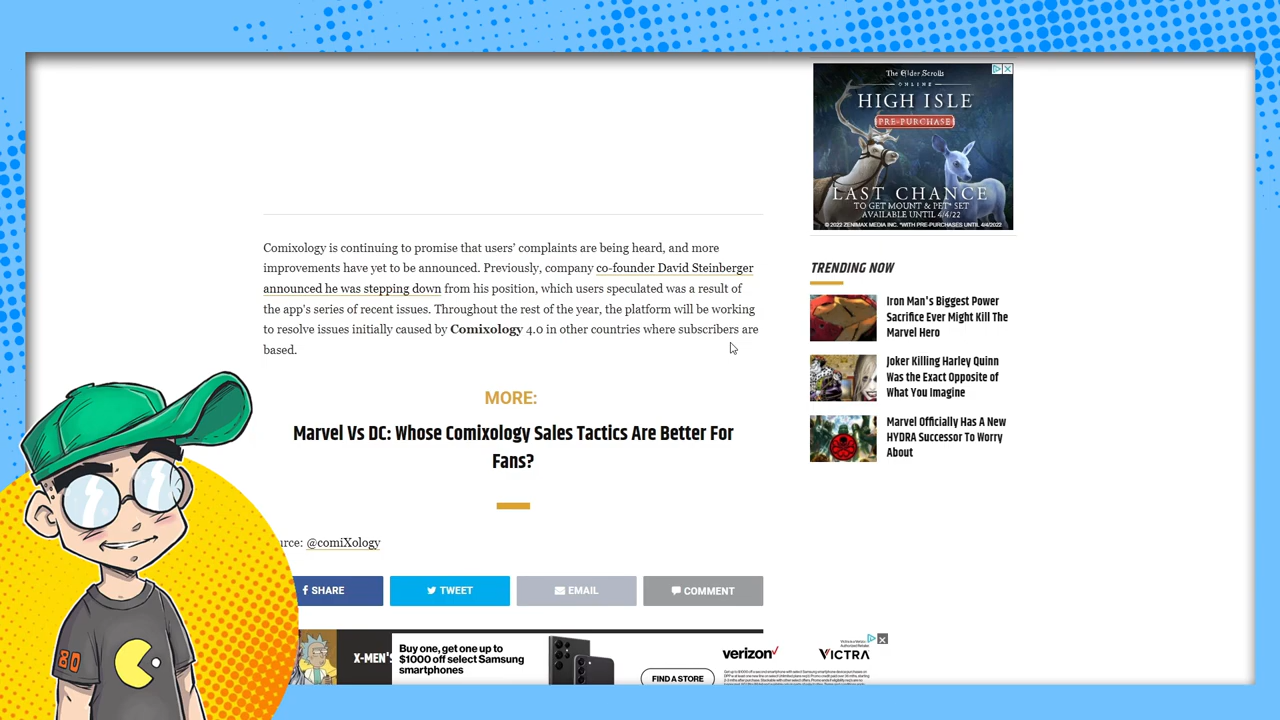 Comixology is continuing to promise that users' complaints are being heard, and more
improvements have yet to be announced. Previously, company co-founder David Steinberger
announced he was stepping down from his position, which users speculated was a result of
the app's series of recent issues. Throughout the rest of the year, the platform will be working
to resolve issues initially caused by Comixology 4.0 in other countries where subscribers are
based.
MORE:
Marvel Vs DC: Whose Comixology Sales Tactics Are Better For
Fans?
urce: @comiXology
SHARE
TWEET
EMAIL
COMMENT
The Elder Scrolls
ONLINE
HIGH ISLE
PRE-PURCHASE
LAST CHANCE
TO GET MOUNT & PET* SET
AVAILABLE UNTIL 4/4/22
© 2022 ZENIMAX MEDIA INC. *WITH PRE-PURCHASES UNTIL 4/4/2022
TRENDING NOW
Iron Man's Biggest Power
Sacrifice Ever Might Kill The
Marvel Hero
Joker Killing Harley Quinn
Was the Exact Opposite of
What You Imagine
Marvel Officially Has A New
HYDRA Successor To Worry
About
X-MEN'S
Buy one, get one up to
$1000 off select Samsung
smartphones
FIND A STORE
verizon
VICTRA
80